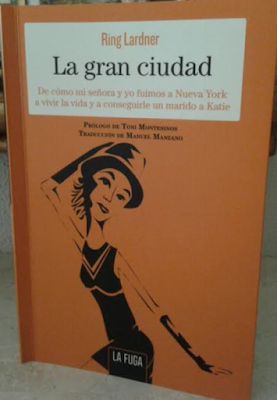 Ring Lardner
La gran ciudad
De cómo mi señora y yo fuimos a Nueva York
a vivir la vida y a conseguirle un marido a Katie
Prólogo de Toni Montesinos
Traducción de Manuel Manzano
LA FUGA